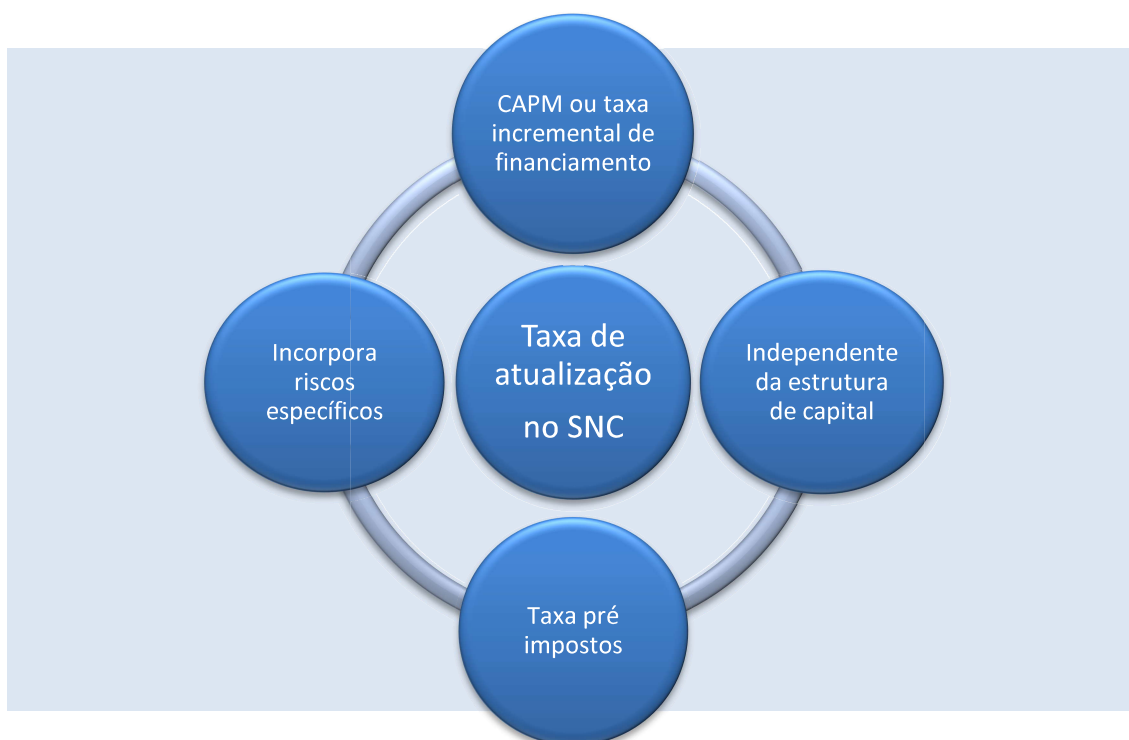 CAPM ou taxa
incremental de
financiamento
Incorpora
riscos
específicos
Taxa de
atualização
no SNC
Independente
da estrutura
de capital
Taxa pré
impostos